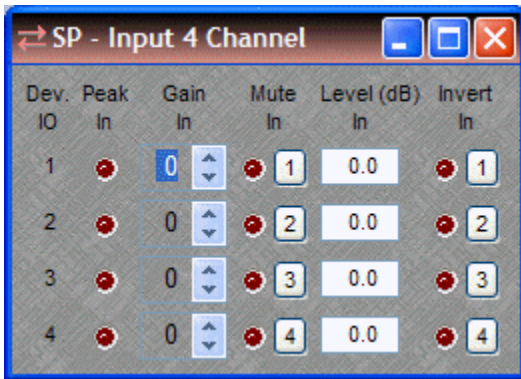 SP - Input 4 Channel
Dev. Peak Gain Mute Level (dB) Invert
IO In In In In In
1 0 1 0.0 1
2 0 2 0.0 2
3 0 3 0.0 3
4 0 4 0.0 4